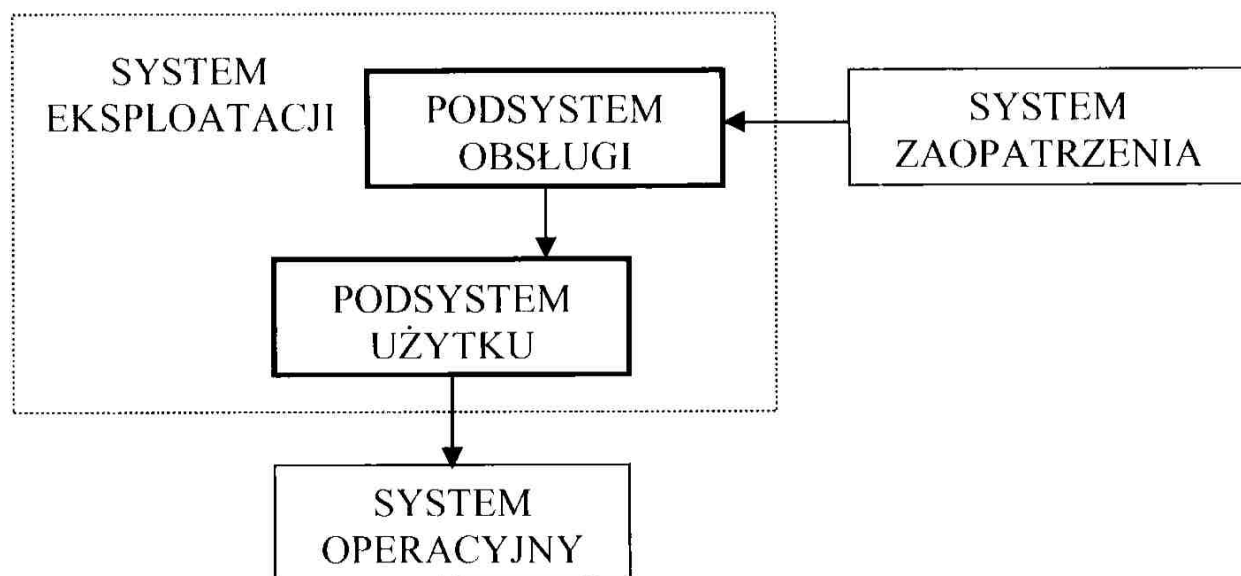 SYSTEM
EKSPLOATACJI
PODSYSTEM
OBSŁUGI
SYSTEM
ZAOPATRZENIA
PODSYSTEM
UŻYTKU
SYSTEM
OPERACYJNY